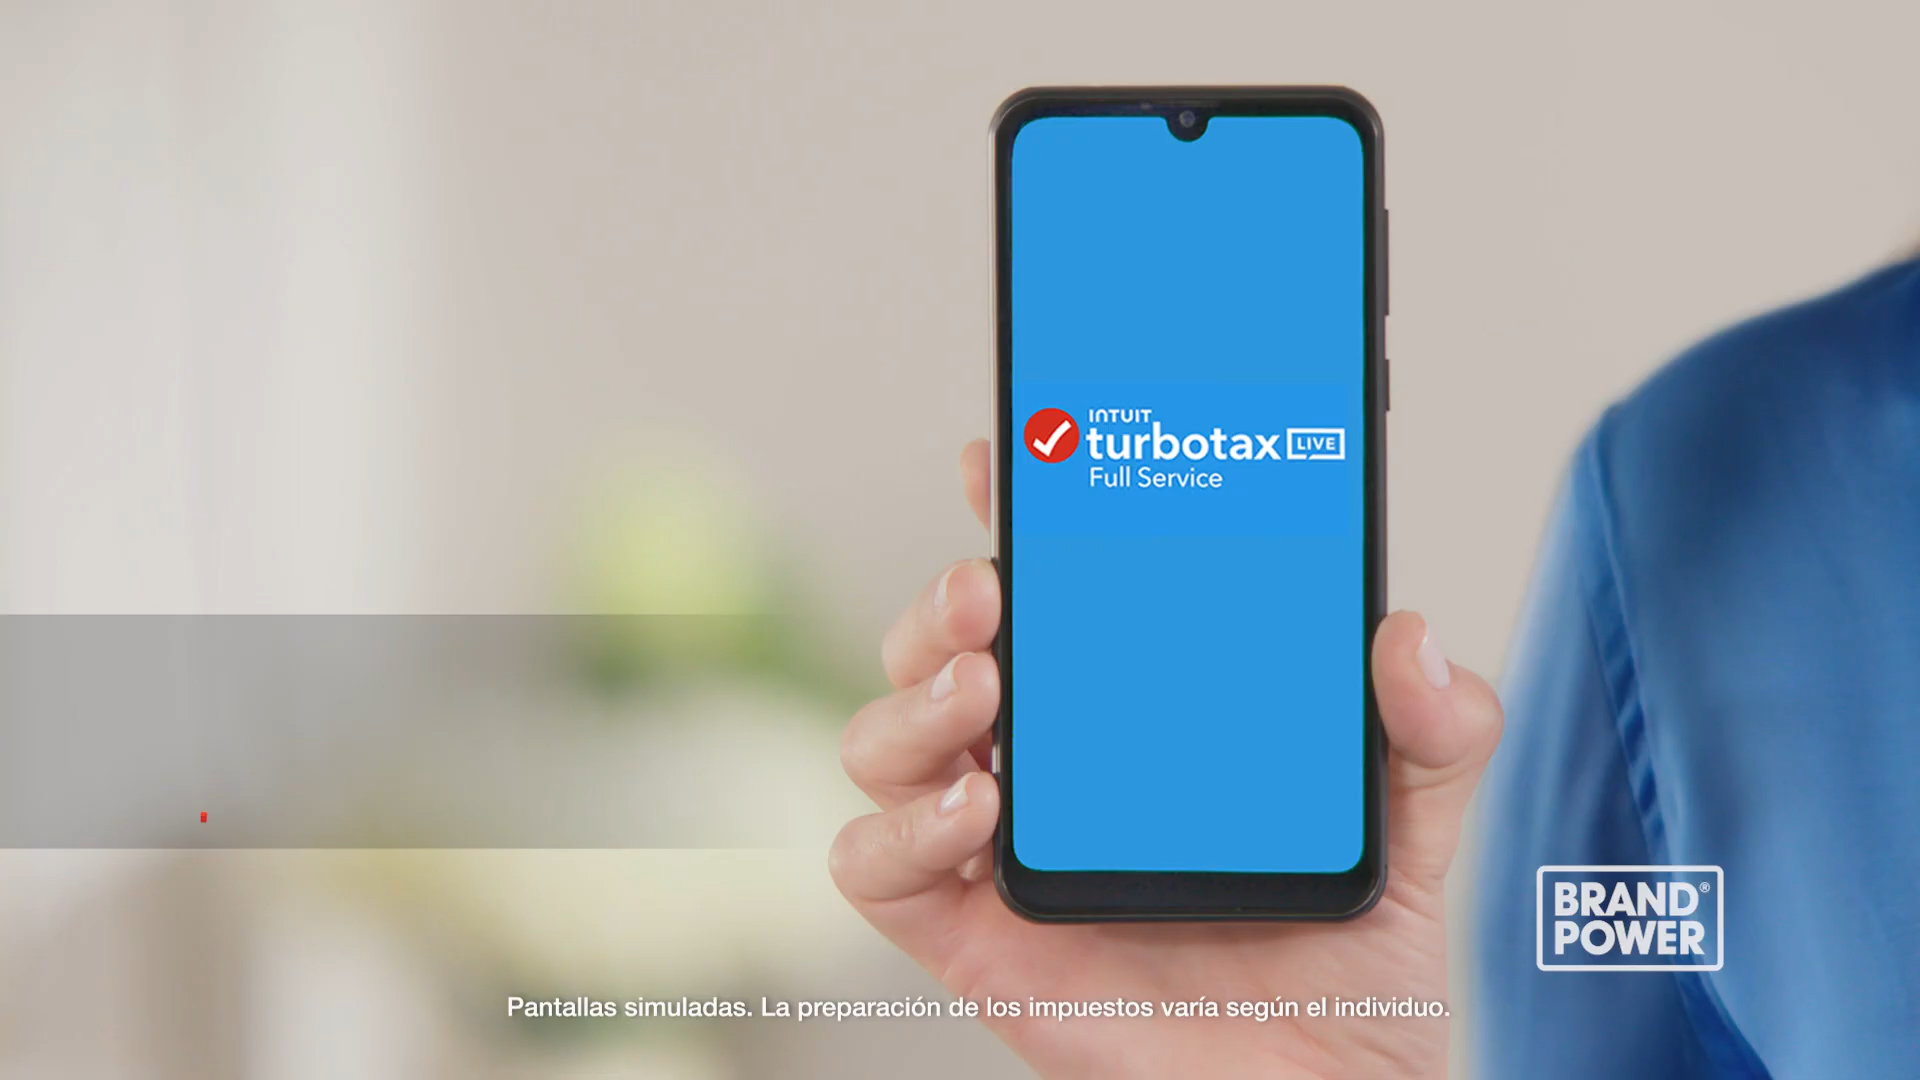 INTUIT
turbotax LIVE
Full Service
BRAND®
POWER
Pantallas simuladas. La preparación de los impuestos varía según el individuo.